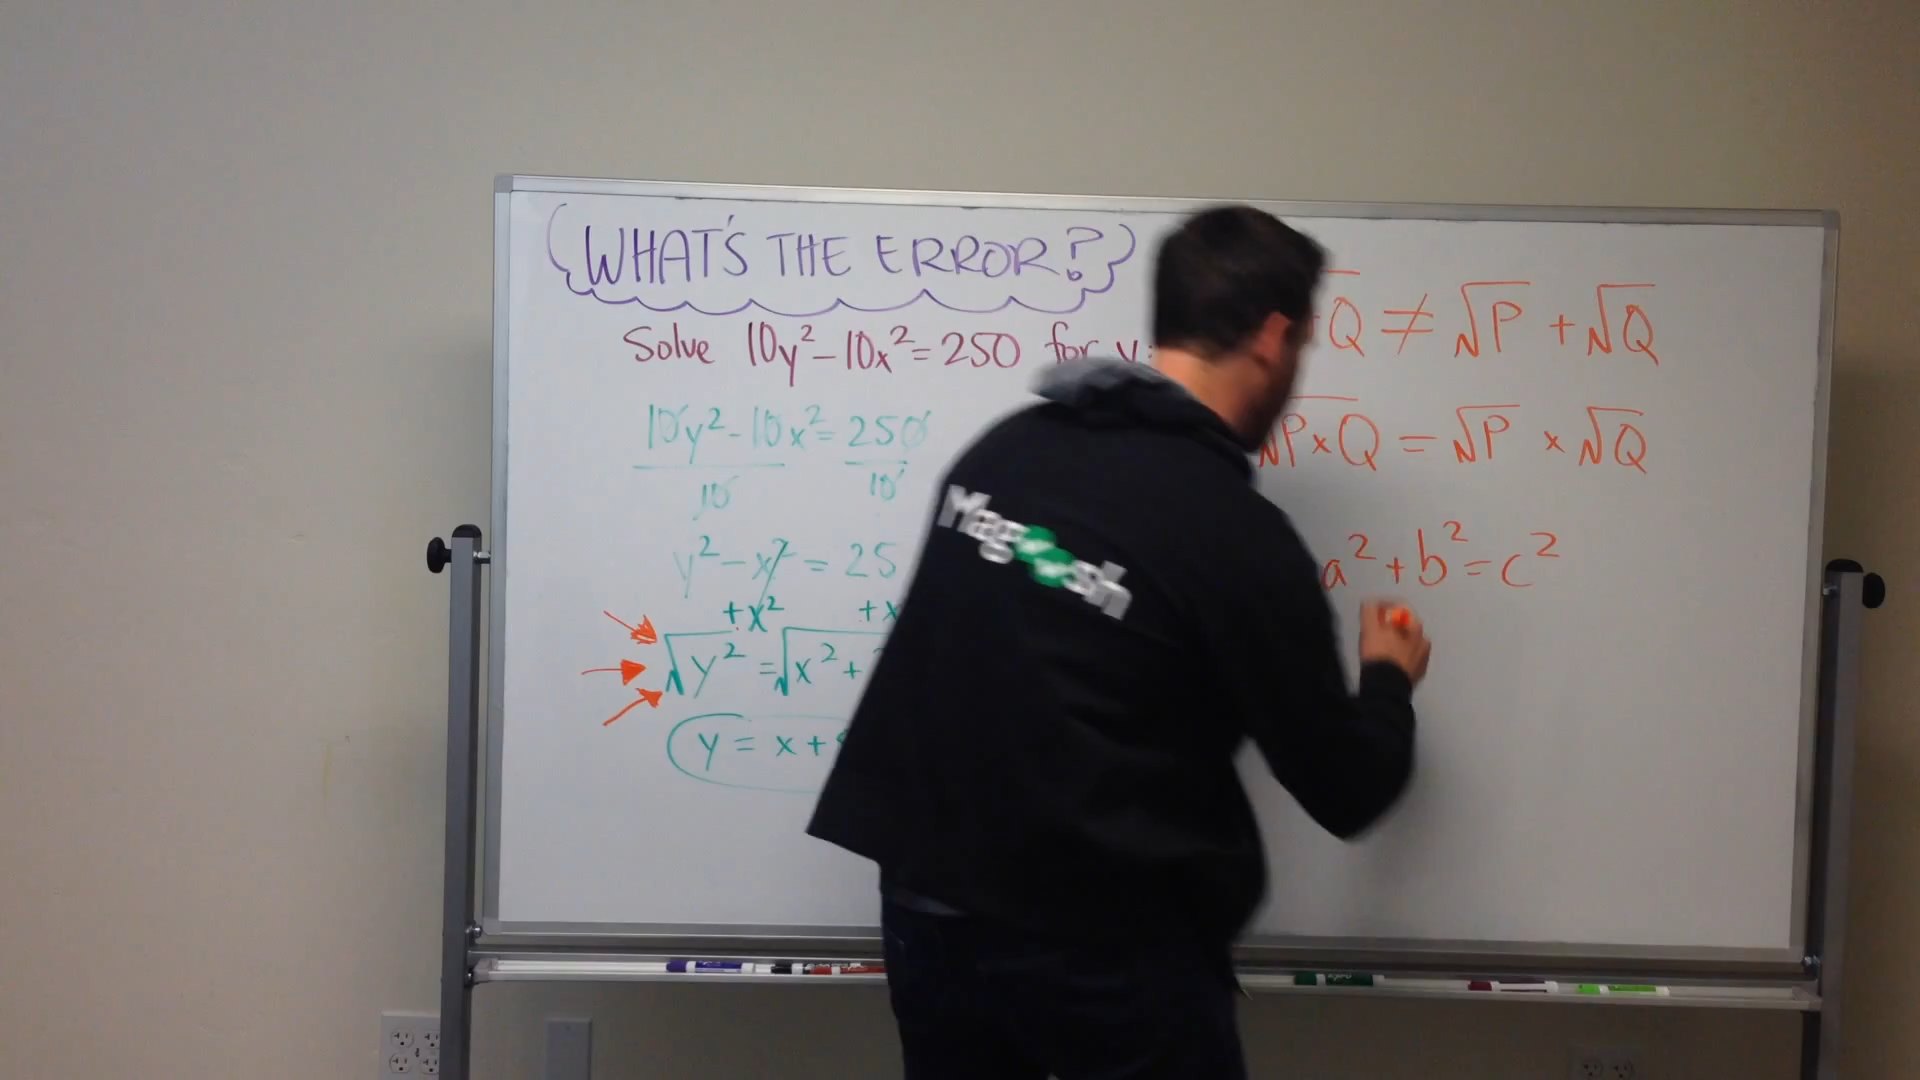 WHAT'S THE ERROR?
Solve 10y²-10x²=250 for y:
10y²-10x²=250
10 10
y²-x²=25
+x² +x
√y²=√x²+
y=x+
Q≠√P+√Q
√P×Q=√P×√Q
a²+b²=c²
Magoosh